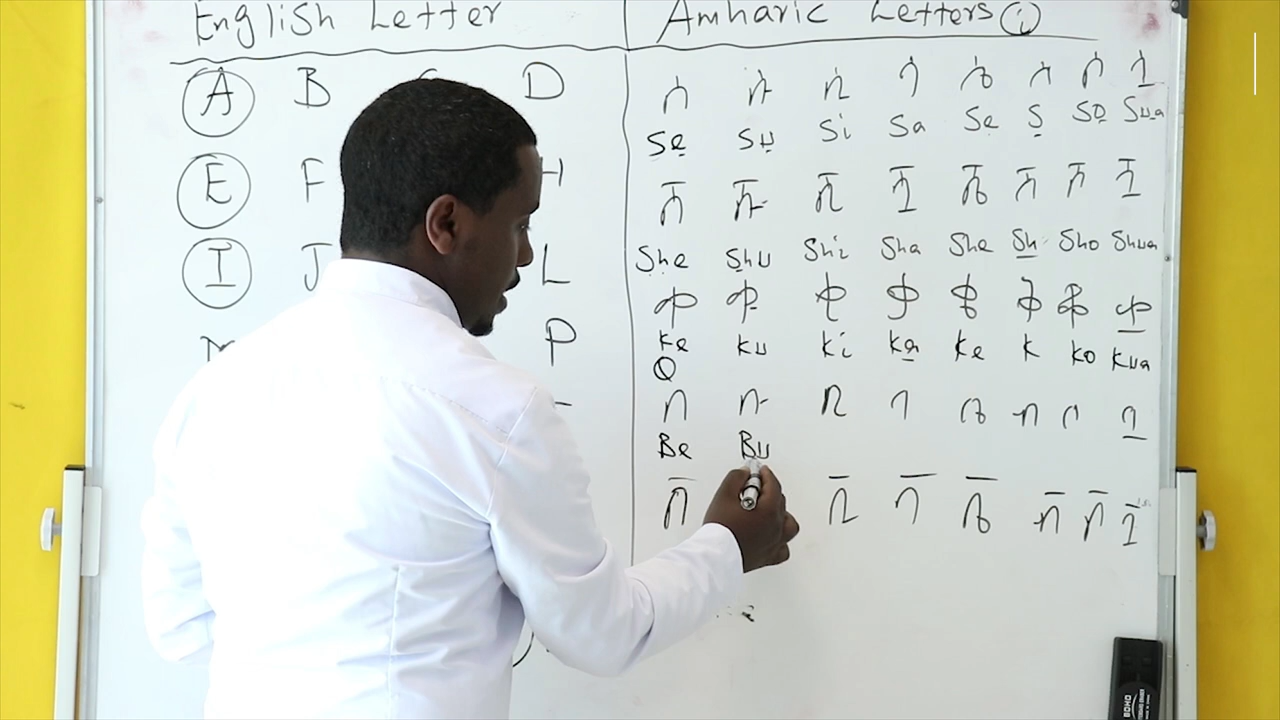 English Letter Amharic Letters ①
A B D ሰ ሱ ሲ ሳ ሴ ስ ሶ ሷ
Se Su Si Sa Se S So Sua
E F H ሸ ሹ ሺ ሻ ሼ ሽ ሾ ሿ
She Shu Shi Sha She Sh Sho Shua
I J L ቀ ቁ ቂ ቃ ቄ ቅ ቆ ቋ
P Ke Ku Ki Ka Ke K Ko Kua
Q
በ ቡ ቢ ባ ቤ ብ ቦ ቧ
Be Bu
ቨ ቪ ቫ ቬ ቭ ቮ ቯ